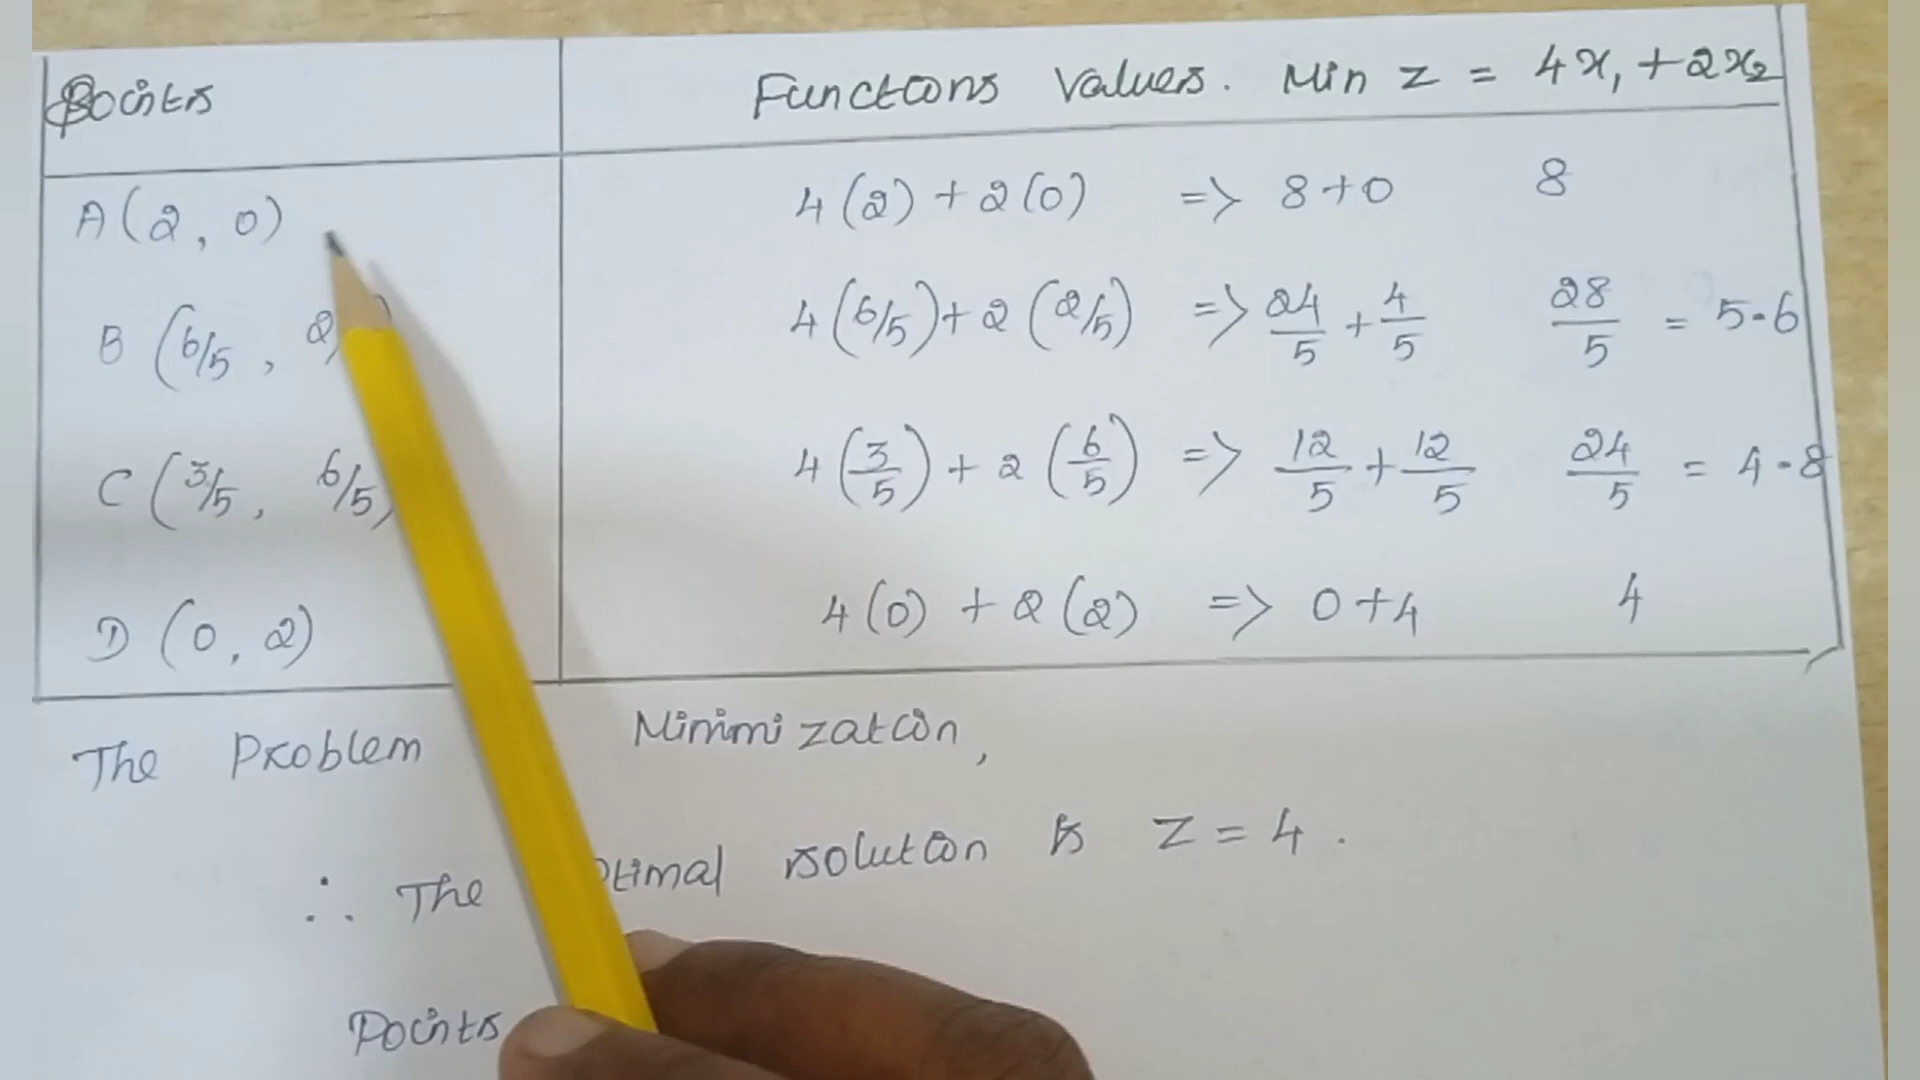 Points Functions Values. Min z = 4x₁ + 2x₂
A (2, 0) 4(2) + 2(0) => 8+0 8
B (6/5, 2 4(6/5) + 2(2/5) => 24/5 + 4/5 28/5 = 5.6
C (3/5, 6/5) 4(3/5) + 2(6/5) => 12/5 + 12/5 24/5 = 4.8
D (0, 2) 4(0) + 2(2) => 0+4 4
The Problem Minimization,
∴ The solution is Z = 4.
Points